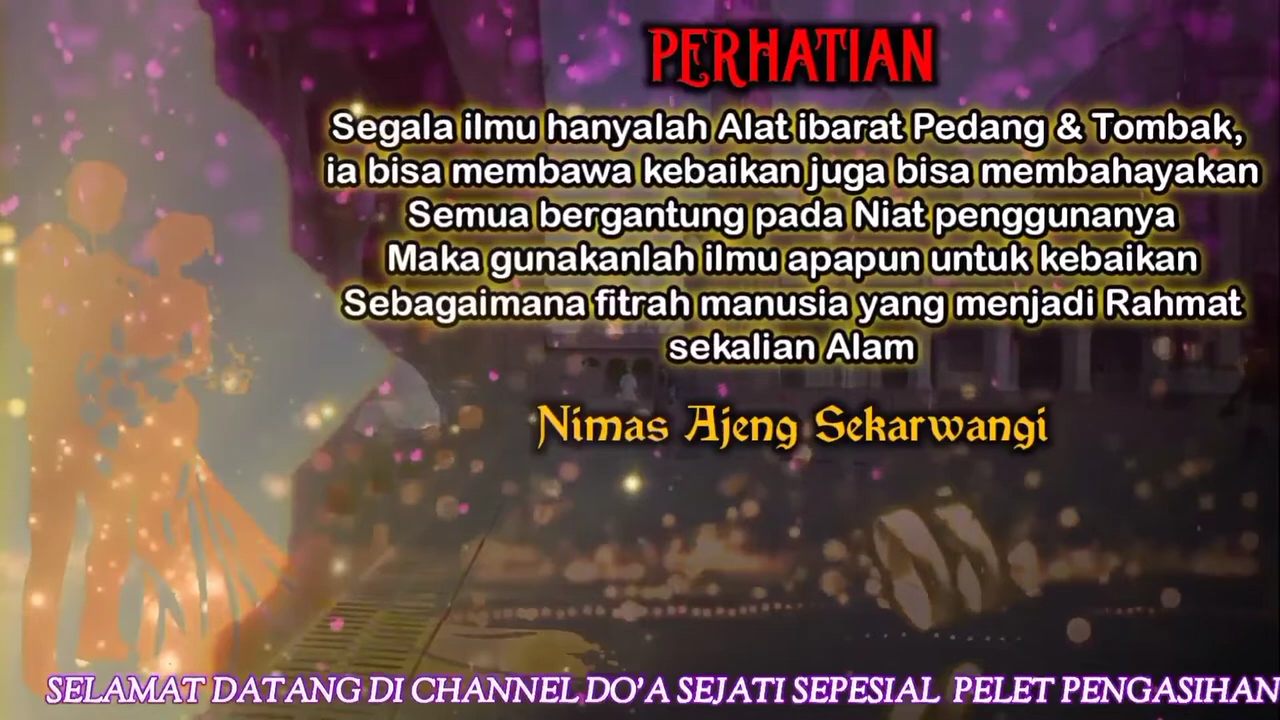 PERHATIAN
Segala ilmu hanyalah Alat ibarat Pedang & Tombak,
ia bisa membawa kebaikan juga bisa membahayakan
Semua bergantung pada Niat penggunanya
Maka gunakanlah ilmu apapun untuk kebaikan
Sebagaimana fitrah manusia yang menjadi Rahmat
sekalian Alam
Nimas Ajeng Sekarwangi
SELAMAT DATANG DI CHANNEL DO'A SEJATI SEPESIAL PELET PENGASIHAN